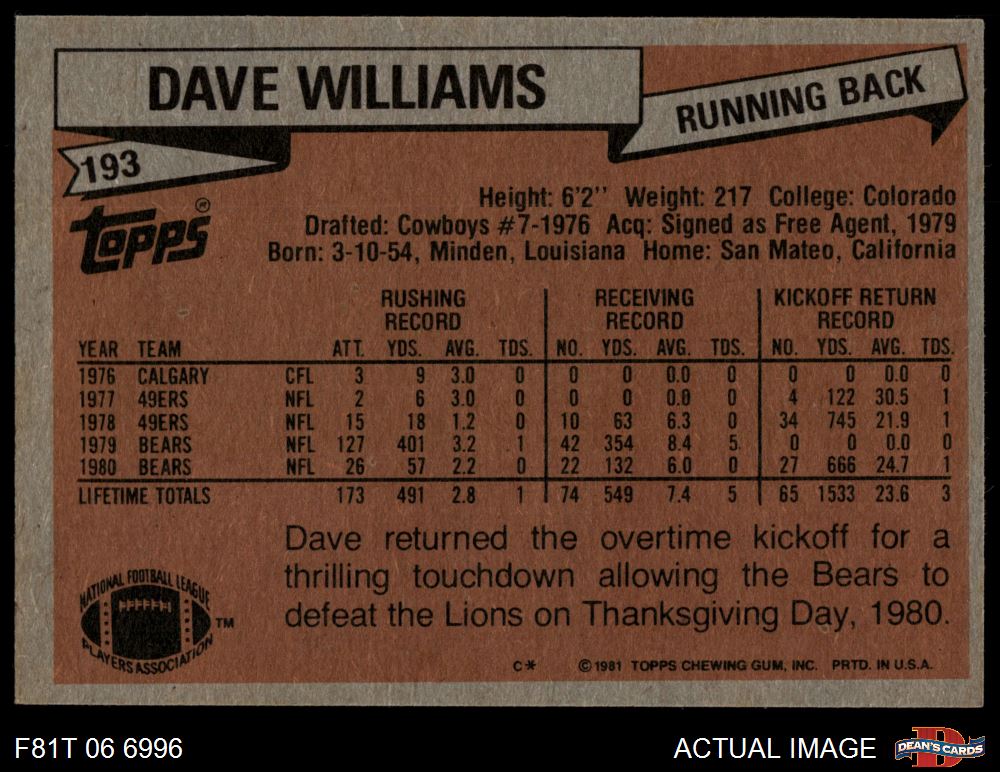 DAVE WILLIAMS
RUNNING BACK
193
Topps®
Height: 6'2'' Weight: 217 College: Colorado
Drafted: Cowboys #7-1976 Acq: Signed as Free Agent, 1979
Born: 3-10-54, Minden, Louisiana Home: San Mateo, California
RUSHING RECORD RECEIVING RECORD KICKOFF RETURN RECORD
YEAR TEAM ATT. YDS. AVG. TDS. NO. YDS. AVG. TDS. NO. YDS. AVG. TDS.
1976 CALGARY CFL 3 9 3.0 0 0 0 0.0 0 0 0 0.0 0
1977 49ERS NFL 2 6 3.0 0 0 0 0.0 0 4 122 30.5 1
1978 49ERS NFL 15 18 1.2 0 10 63 6.3 0 34 745 21.9 1
1979 BEARS NFL 127 401 3.2 1 42 354 8.4 5 0 0 0.0 0
1980 BEARS NFL 26 57 2.2 0 22 132 6.0 0 27 666 24.7 1
LIFETIME TOTALS 173 491 2.8 1 74 549 7.4 5 65 1533 23.6 3
Dave returned the overtime kickoff for a
thrilling touchdown allowing the Bears to
defeat the Lions on Thanksgiving Day, 1980.
NATIONAL FOOTBALL LEAGUE
PLAYERS ASSOCIATION
TM
C* ©1981 TOPPS CHEWING GUM, INC. PRTD. IN U.S.A.
F81T 06 6996
ACTUAL IMAGE
D
DEAN'S CARDS